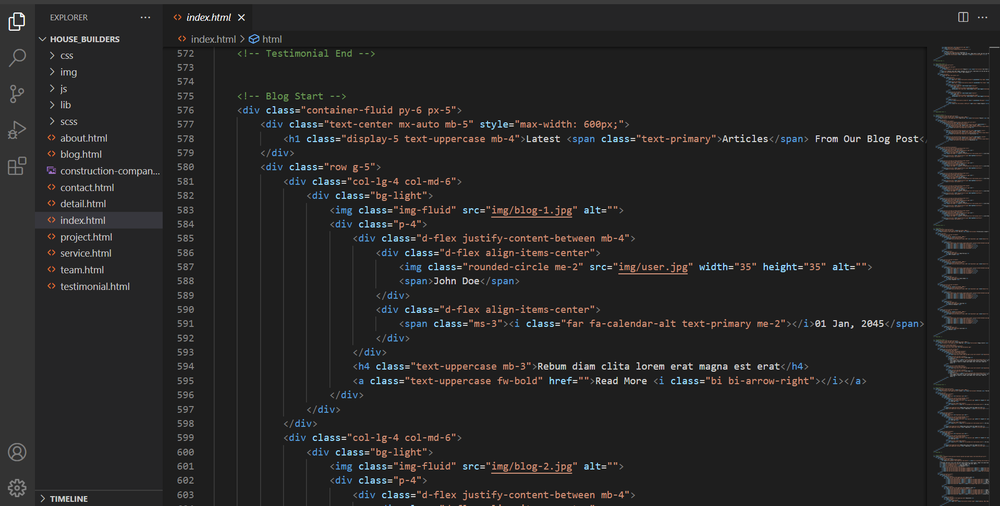 EXPLORER
HOUSE_BUILDERS
css
img
js
lib
scss
about.html
blog.html
construction-compan...
contact.html
detail.html
index.html
project.html
service.html
team.html
testimonial.html
TIMELINE
index.html
index.html > html
572 <!-- Testimonial End -->
573
574
575 <!-- Blog Start -->
576 <div class="container-fluid py-6 px-5">
577 <div class="text-center mx-auto mb-5" style="max-width: 600px;">
578 <h1 class="display-5 text-uppercase mb-4">Latest <span class="text-primary">Articles</span> From Our Blog Post</
579 </div>
580 <div class="row g-5">
581 <div class="col-lg-4 col-md-6">
582 <div class="bg-light">
583 <img class="img-fluid" src="img/blog-1.jpg" alt="">
584 <div class="p-4">
585 <div class="d-flex justify-content-between mb-4">
586 <div class="d-flex align-items-center">
587 <img class="rounded-circle me-2" src="img/user.jpg" width="35" height="35" alt="">
588 <span>John Doe</span>
589 </div>
590 <div class="d-flex align-items-center">
591 <span class="ms-3"><i class="far fa-calendar-alt text-primary me-2"></i>01 Jan, 2045</span>
592 </div>
593 </div>
594 <h4 class="text-uppercase mb-3">Rebum diam clita lorem erat magna est erat</h4>
595 <a class="text-uppercase fw-bold" href="">Read More <i class="bi bi-arrow-right"></i></a>
596 </div>
597 </div>
598 </div>
599 <div class="col-lg-4 col-md-6">
600 <div class="bg-light">
601 <img class="img-fluid" src="img/blog-2.jpg" alt="">
602 <div class="p-4">
603 <div class="d-flex justify-content-between mb-4">